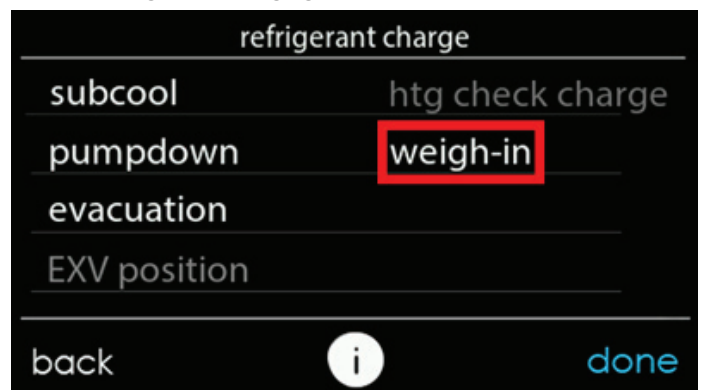 refrigerant charge
subcool
htg check charge
pumpdown
weigh-in
evacuation
EXV position
back
i
done